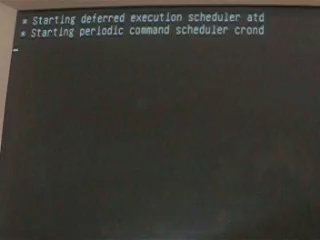 * Starting deferred execution scheduler atd
* Starting periodic command scheduler crond